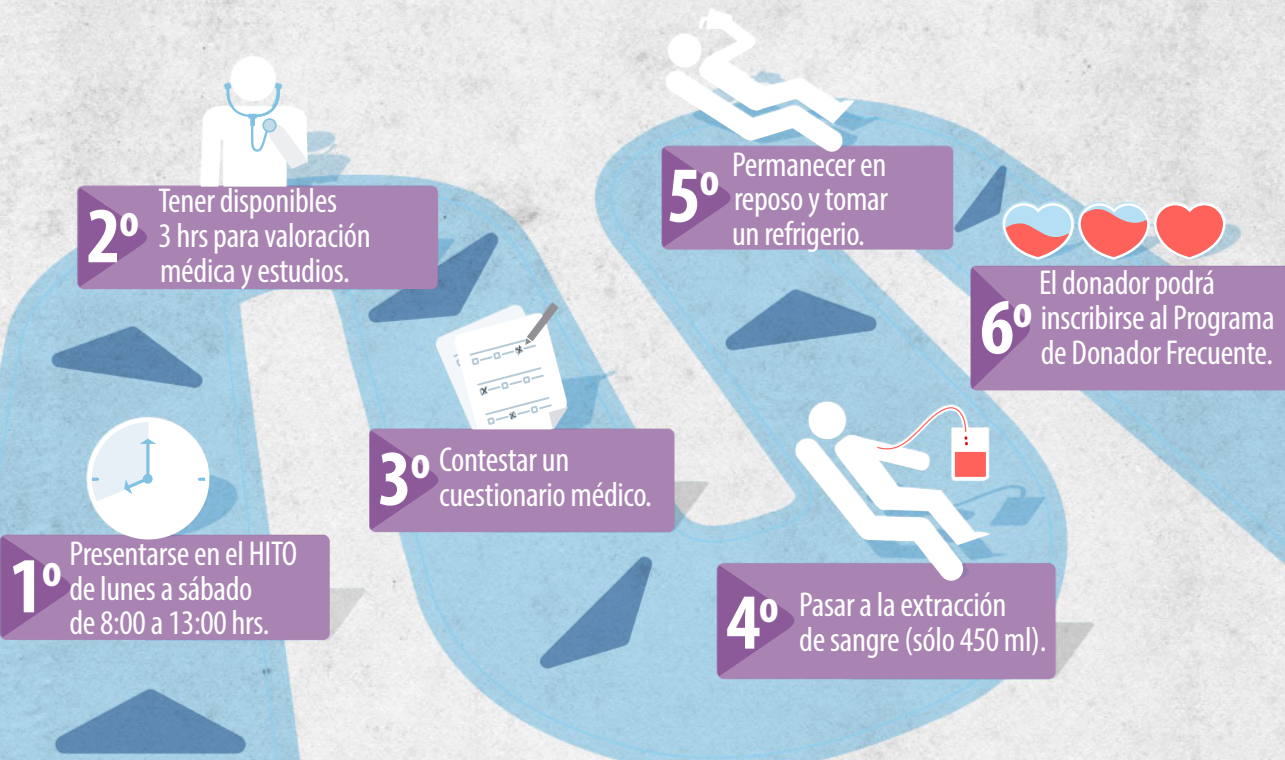 1º
Presentarse en el HITO
de lunes a sábado
de 8:00 a 13:00 hrs.
2º
Tener disponibles
3 hrs para valoración
médica y estudios.
3º
Contestar un
cuestionario médico.
4º
Pasar a la extracción
de sangre (sólo 450 ml).
5º
Permanecer en
reposo y tomar
un refrigerio.
6º
El donador podrá
inscribirse al Programa
de Donador Frecuente.